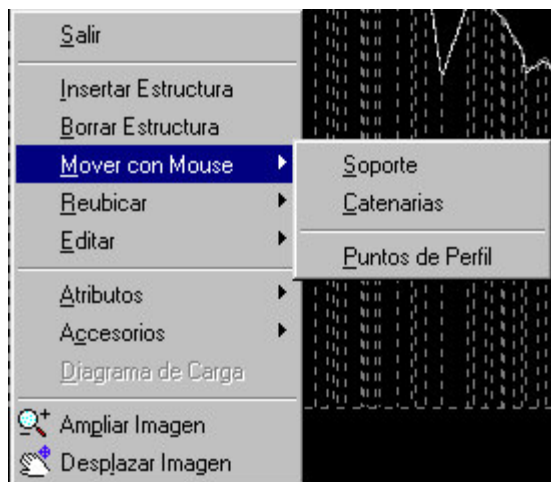 Salir
Insertar Estructura
Borrar Estructura
Mover con Mouse
Soporte
Catenarias
Puntos de Perfil
Reubicar
Editar
Atributos
Accesorios
Diagrama de Carga
Ampliar Imagen
Desplazar Imagen